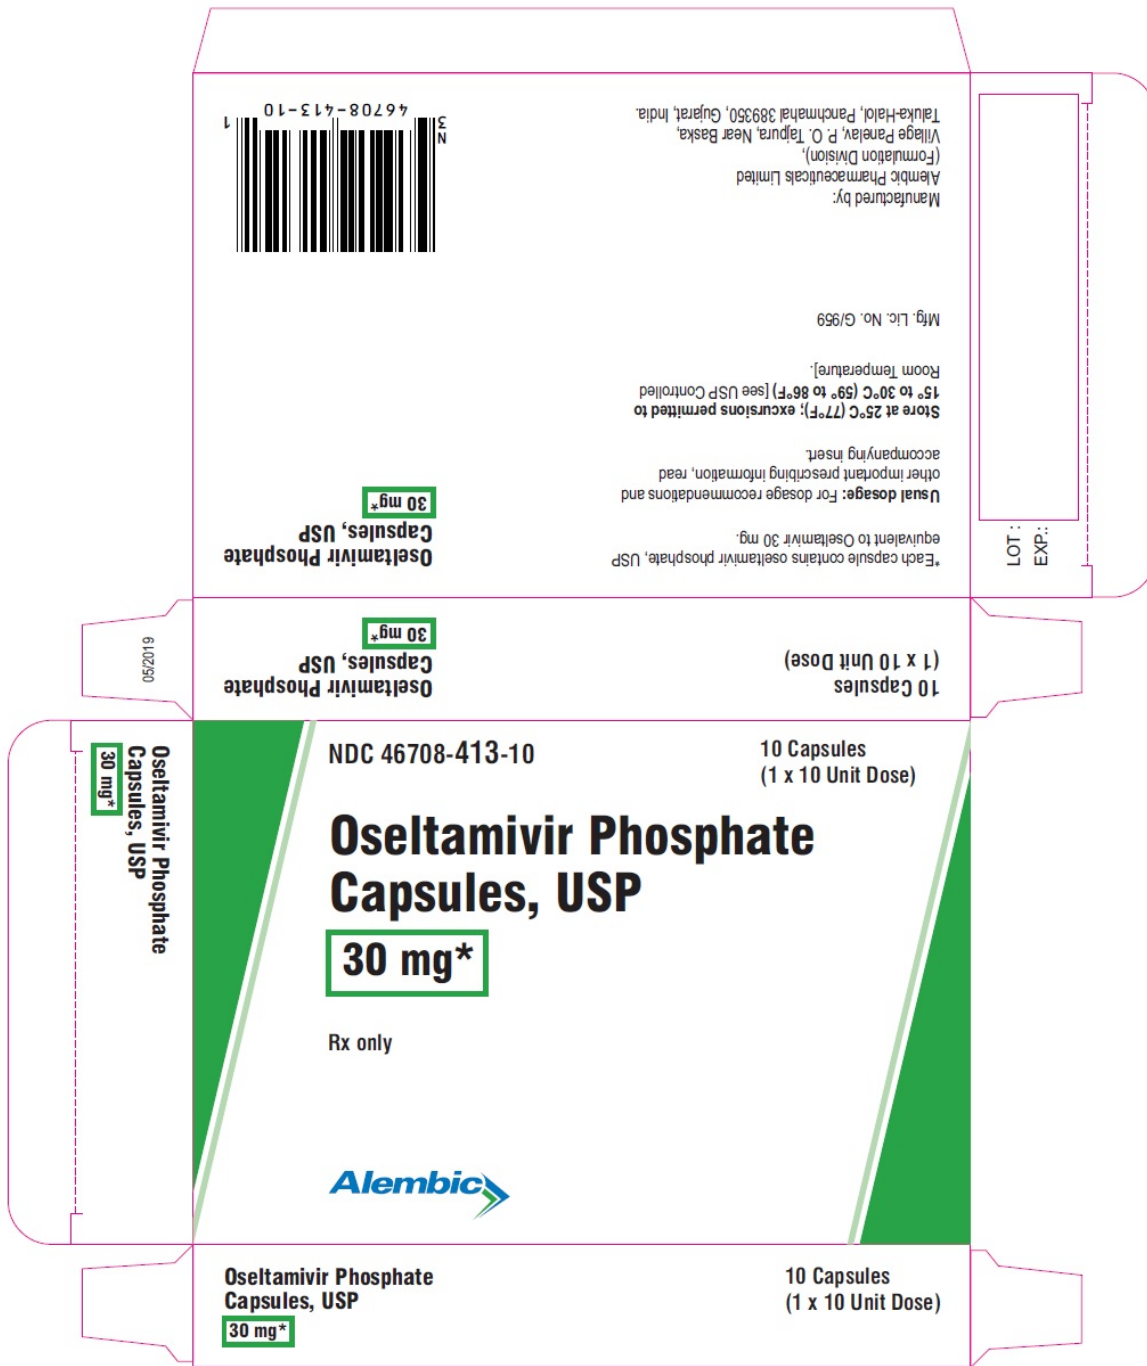 3 46708-413-10 1
N
Manufactured by:
Alembic Pharmaceuticals Limited
(Formulation Division),
Village Panelav, P. O. Tajpura, Near Baska,
Taluka-Halol, Panchmahal 389350, Gujarat, India.
Mfg. Lic. No. G/959
Store at 25°C (77°F); excursions permitted to
15° to 30°C (59° to 86°F) [see USP Controlled
Room Temperature].
Usual dosage: For dosage recommendations and
other important prescribing information, read
accompanying insert.
*Each capsule contains oseltamivir phosphate, USP
equivalent to Oseltamivir 30 mg.
Oseltamivir Phosphate
Capsules, USP
30 mg*
LOT :
EXP.:
05/2019
Oseltamivir Phosphate
Capsules, USP
30 mg*
10 Capsules
(1 x 10 Unit Dose)
Oseltamivir Phosphate
Capsules, USP
30 mg*
NDC 46708-413-10
10 Capsules
(1 x 10 Unit Dose)
Oseltamivir Phosphate
Capsules, USP
30 mg*
Rx only
Alembic
Oseltamivir Phosphate
Capsules, USP
30 mg*
10 Capsules
(1 x 10 Unit Dose)